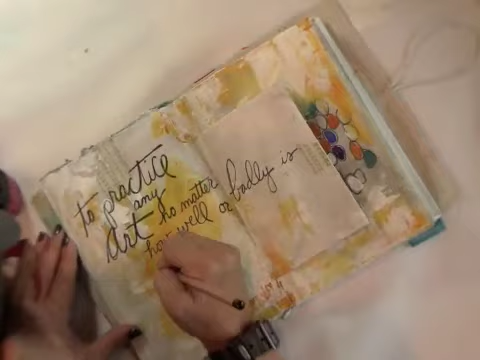 to practice
any
Art no matter
how well or badly is